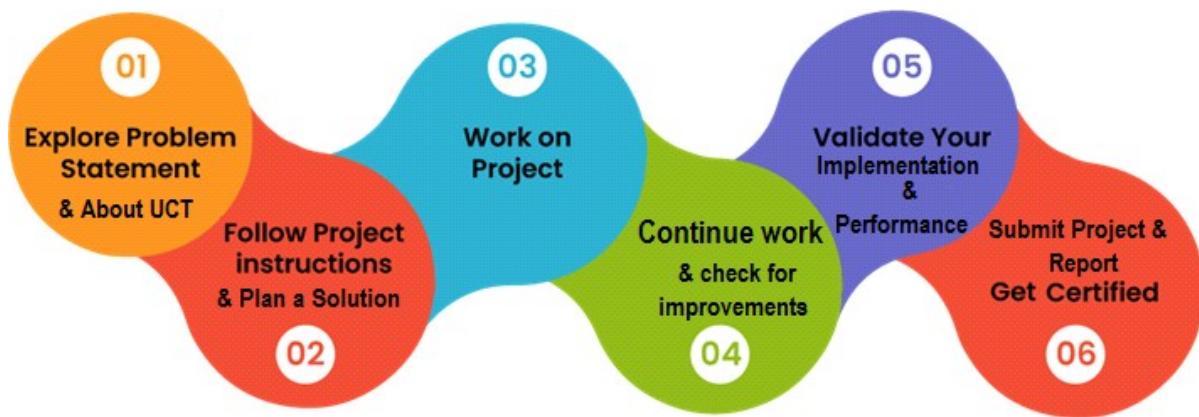 01
Explore Problem
Statement
& About UCT
Follow Project
instructions
& Plan a Solution
02
03
Work on
Project
Continue work
& check for
improvements
04
05
Validate Your
Implementation
&
Performance
Submit Project &
Report
Get Certified
06